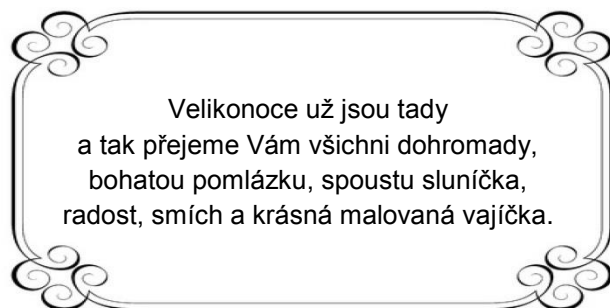 Velikonoce už jsou tady
a tak přejeme Vám všichni dohromady,
bohatou pomlázku, spoustu sluníčka,
radost, smích a krásná malovaná vajíčka.